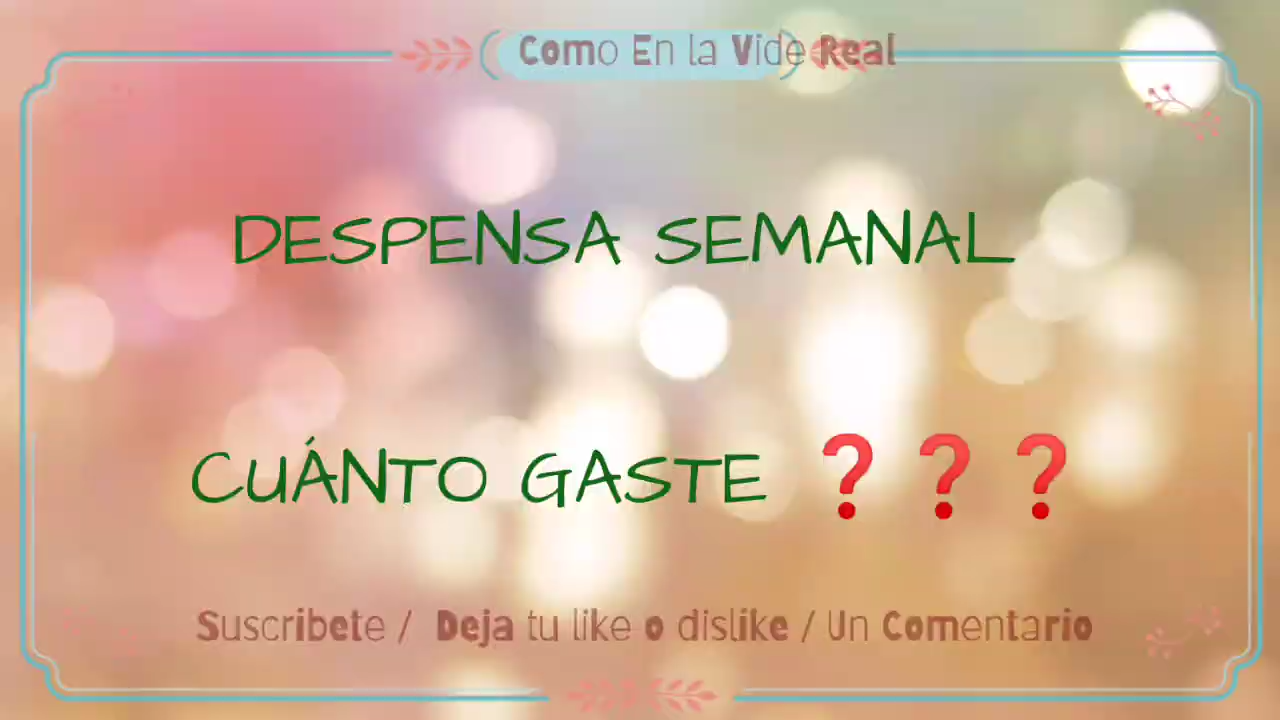 Como En la Vide Real
DESPENSA SEMANAL
CUÁNTO GASTE ❓❓❓
Suscribete / Deja tu like o dislike / Un Comentario